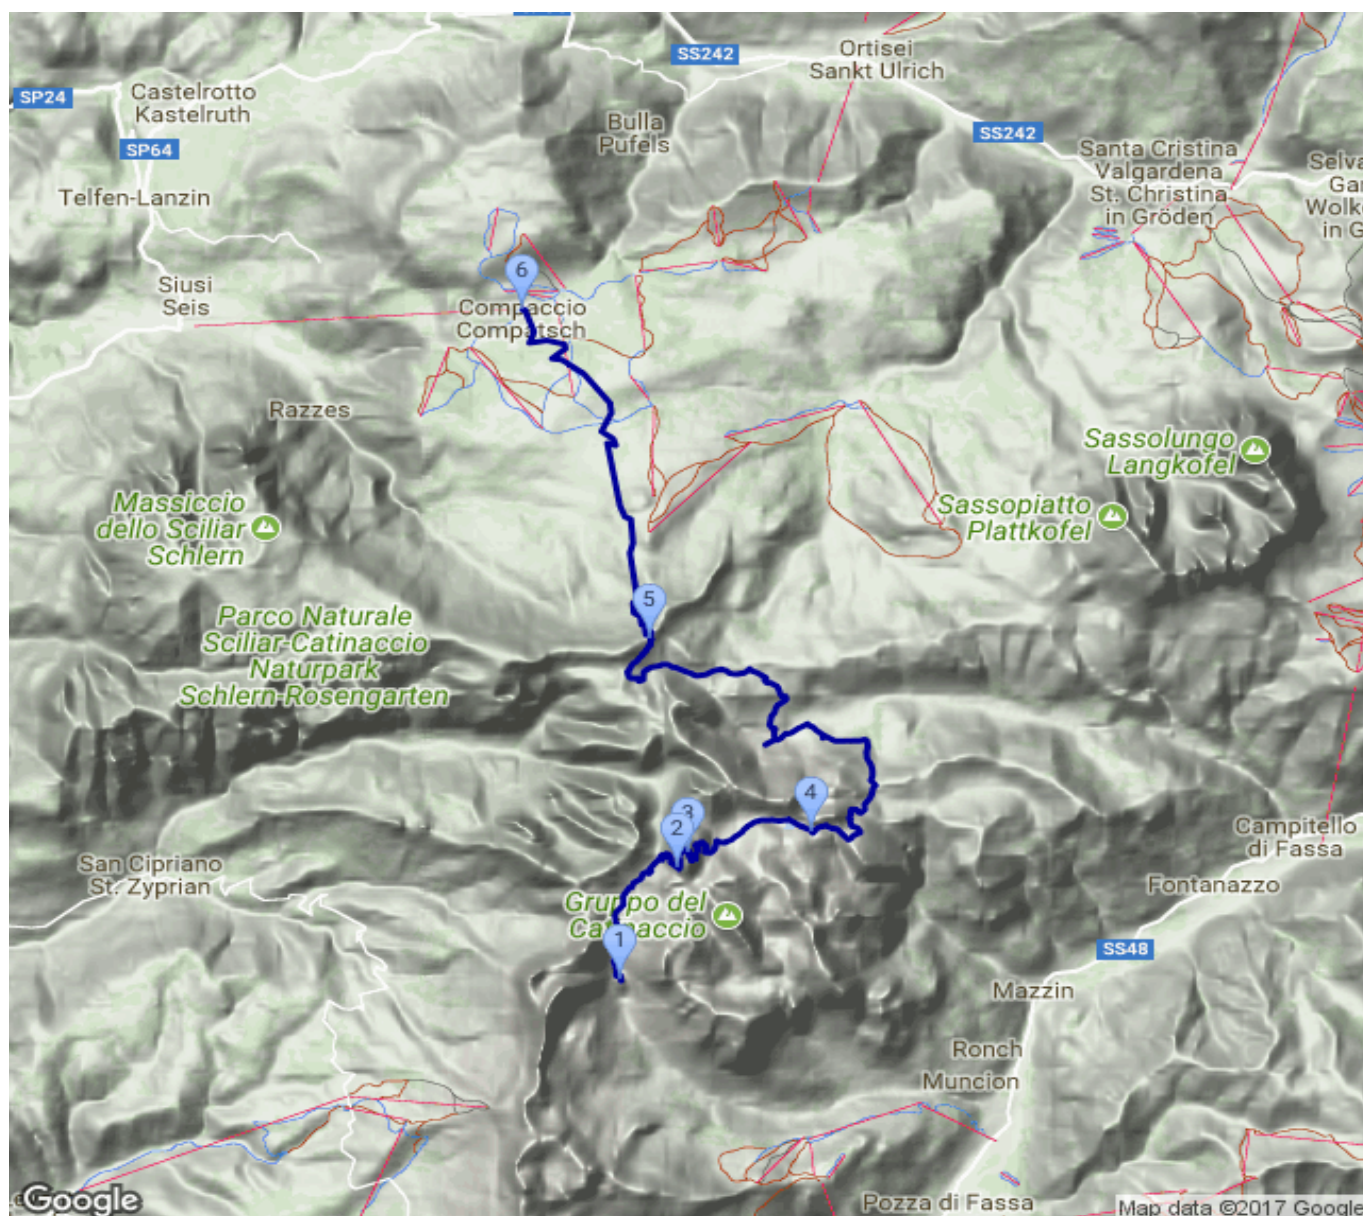 SS242
Ortisei
Sankt Ulrich
SP24
Castelrotto
Kastelruth
Bulla
Pufels
SS242
SP64
Santa Cristina
Valgardena
St. Christina
in Gröden
Telfen-Lanzin
6
Siusi
Seis
Compaccio
Compatsch
Razzes
Sassolungo
Langkofel
Massiccio
dello Sciliar
Schlern
Sassopiatto
Plattkofel
5
Parco Naturale
Sciliar-Catinaccio
Naturpark
Schlern-Rosengarten
4
3
2
Campitello
di Fassa
San Cipriano
St. Zyprian
Fontanazzo
Gruppo del
Catinaccio
1
SS48
Mazzin
Ronch
Muncion
Pozza di Fassa
Google
Map data ©2017 Google